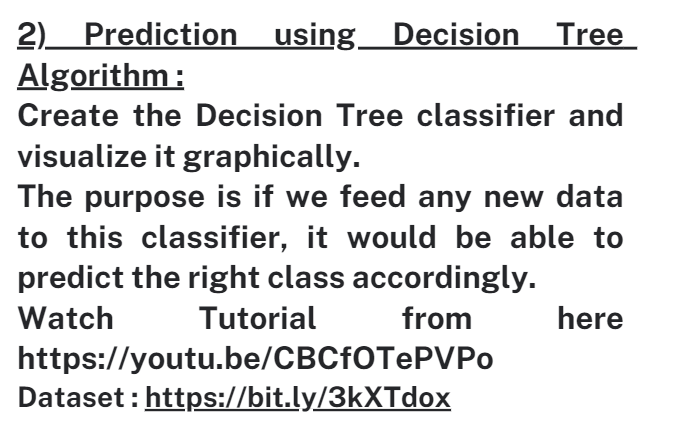 2) Prediction using Decision Tree
Algorithm :
Create the Decision Tree classifier and
visualize it graphically.
The purpose is if we feed any new data
to this classifier, it would be able to
predict the right class accordingly.
Watch Tutorial from here
https://youtu.be/CBCfOTePVPo
Dataset : https://bit.ly/3kXTdox